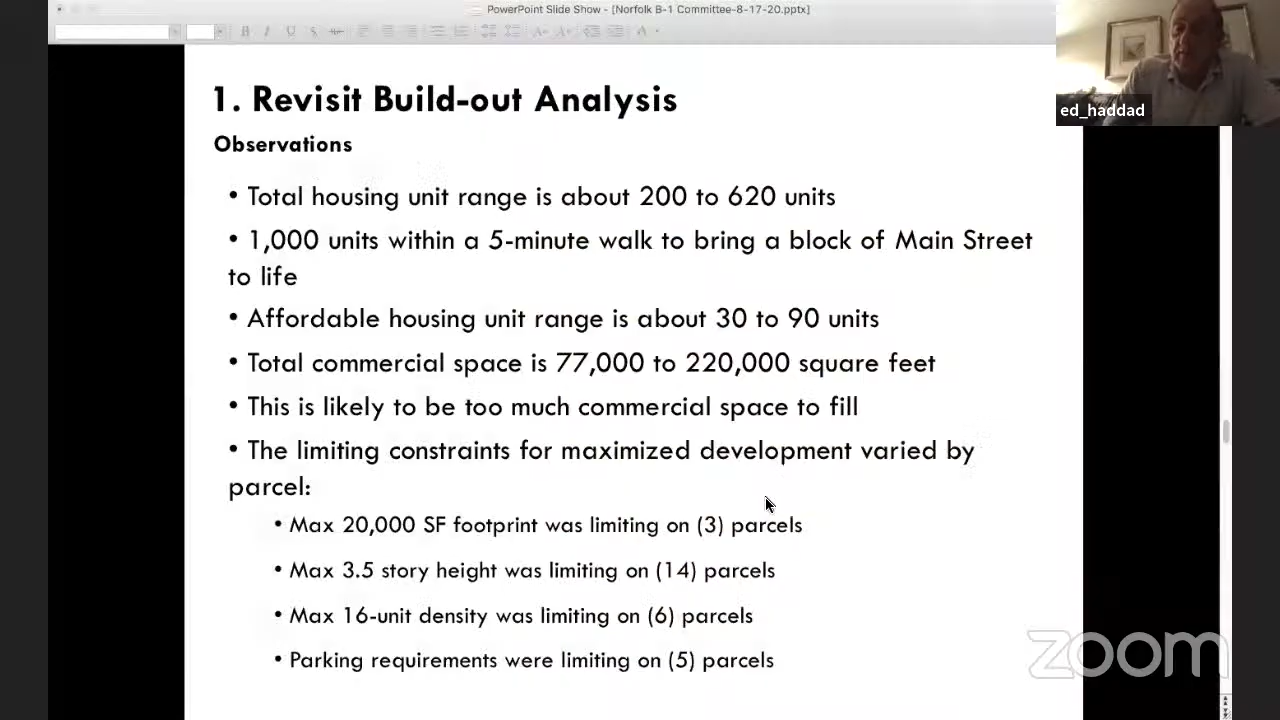 PowerPoint Slide Show - [Norfolk B-1 Committee-8-17-20.pptx]
1. Revisit Build-out Analysis
ed_haddad
Observations
• Total housing unit range is about 200 to 620 units
• 1,000 units within a 5-minute walk to bring a block of Main Street
to life
• Affordable housing unit range is about 30 to 90 units
• Total commercial space is 77,000 to 220,000 square feet
• This is likely to be too much commercial space to fill
• The limiting constraints for maximized development varied by
parcel:
• Max 20,000 SF footprint was limiting on (3) parcels
• Max 3.5 story height was limiting on (14) parcels
• Max 16-unit density was limiting on (6) parcels
• Parking requirements were limiting on (5) parcels
zoom